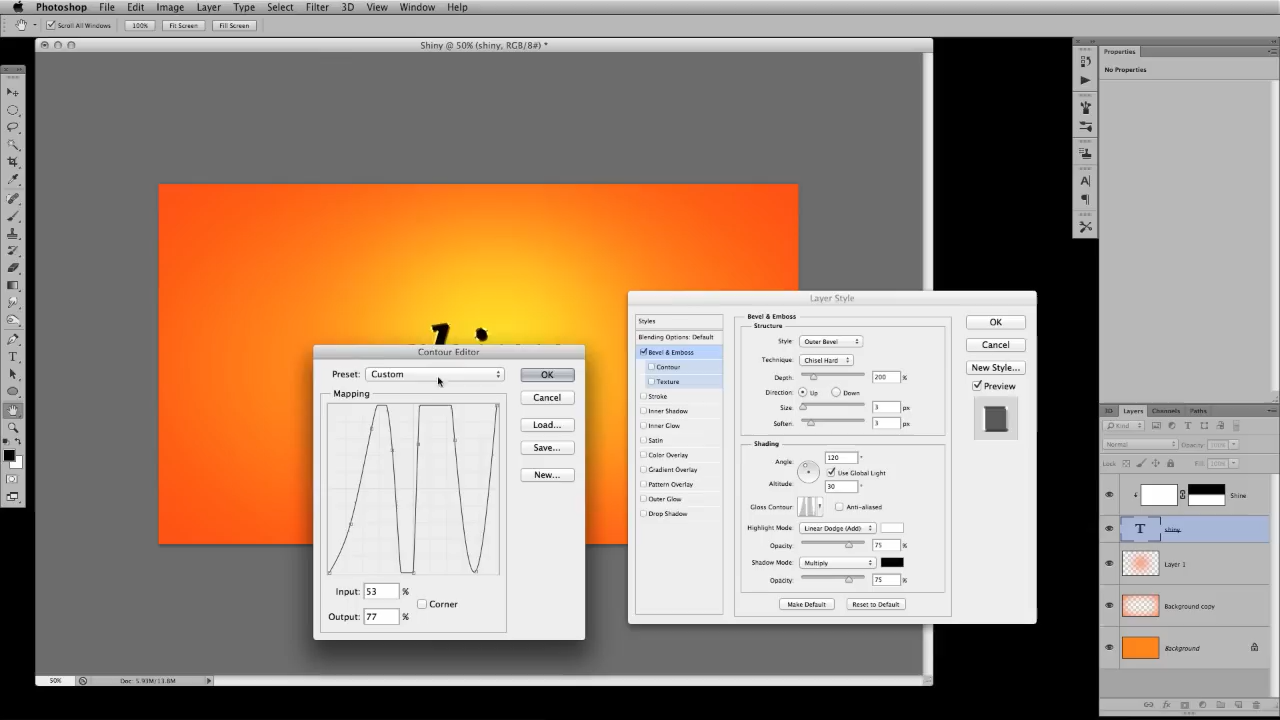 Photoshop File Edit Image Layer Type Select Filter 3D View Window Help
Scroll All Windows 100% Fit Screen Fill Screen
Shiny @ 50% (shiny, RGB/8#) *
Properties
No Properties
Layer Style
Styles
Blending Options: Default
Bevel & Emboss
Contour
Texture
Stroke
Inner Shadow
Inner Glow
Satin
Color Overlay
Gradient Overlay
Pattern Overlay
Outer Glow
Drop Shadow
Bevel & Emboss
Structure
Style: Outer Bevel
Technique: Chisel Hard
Depth: 200 %
Direction: Up Down
Size: 3 px
Soften: 3 px
Shading
Angle: 120 °
Use Global Light
Altitude: 30 °
Gloss Contour: Anti-aliased
Highlight Mode: Linear Dodge (Add)
Opacity: 75 %
Shadow Mode: Multiply
Opacity: 75 %
Make Default Reset to Default
OK
Cancel
New Style...
Preview
Contour Editor
Preset: Custom
Mapping
Input: 53 %
Output: 77 %
Corner
OK
Cancel
Load...
Save...
New...
3D Layers Channels Paths
Kind
Normal Opacity: 100%
Lock: Fill: 100%
Shine
T shiny
Layer 1
Background copy
Background
50% Doc: 5.93M/13.8M